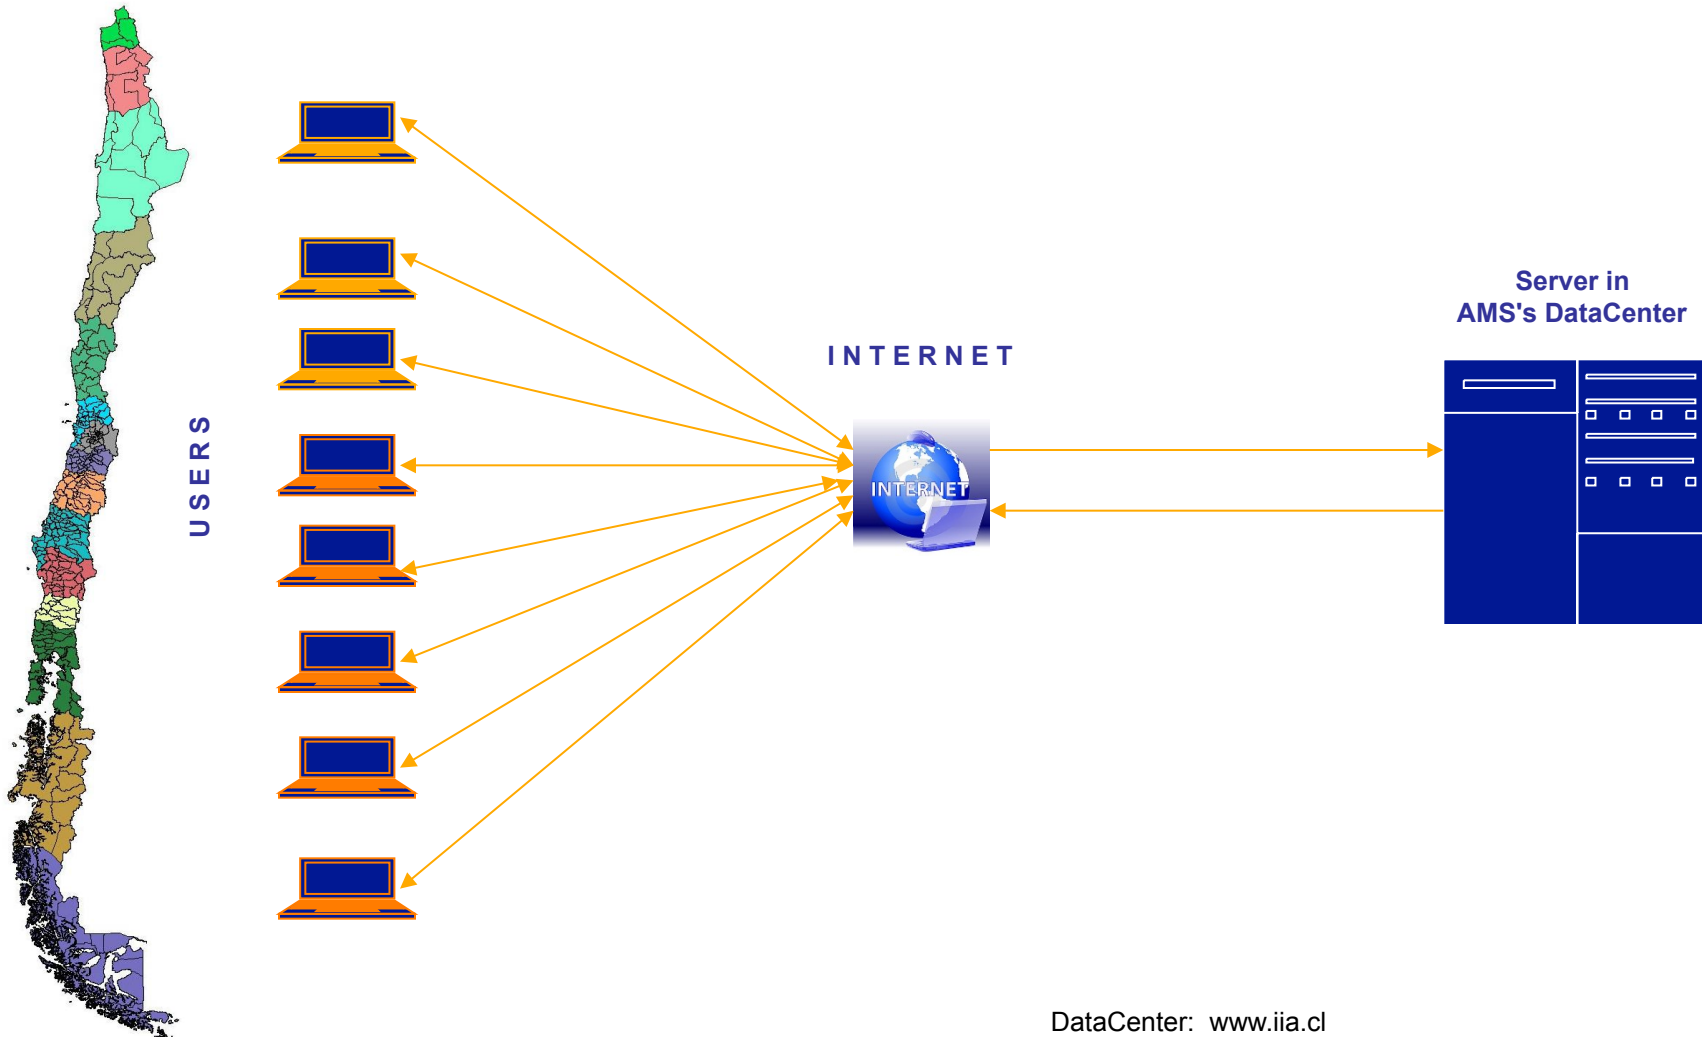 USERS
INTERNET
INTERNET
Server in
AMS's DataCenter
DataCenter: www.iia.cl